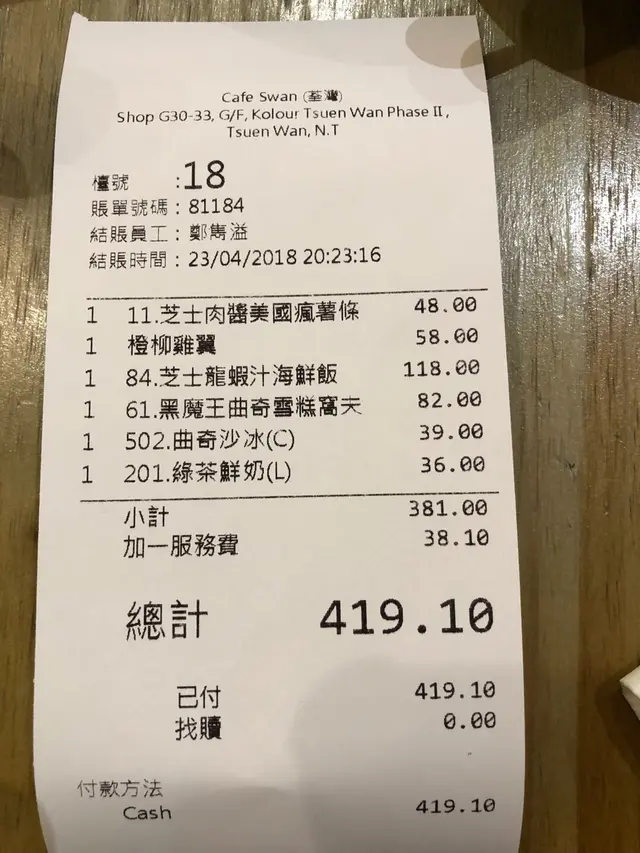 Cafe Swan (荃灣)
Shop G30-33, G/F, Kolour Tsuen Wan Phase II,
Tsuen Wan, N.T
檯號 :18
賬單號碼 : 81184
結賬員工 : 鄭雋溢
結賬時間 : 23/04/2018 20:23:16
1 11.芝士肉醬美國瘋薯條 48.00
1 橙柳雞翼 58.00
1 84.芝士龍蝦汁海鮮飯 118.00
1 61.黑魔王曲奇雪糕窩夫 82.00
1 502.曲奇沙冰(C) 39.00
1 201.綠茶鮮奶(L) 36.00
小計 381.00
加一服務費 38.10
總計 419.10
已付 419.10
找贖 0.00
付款方法
Cash 419.10